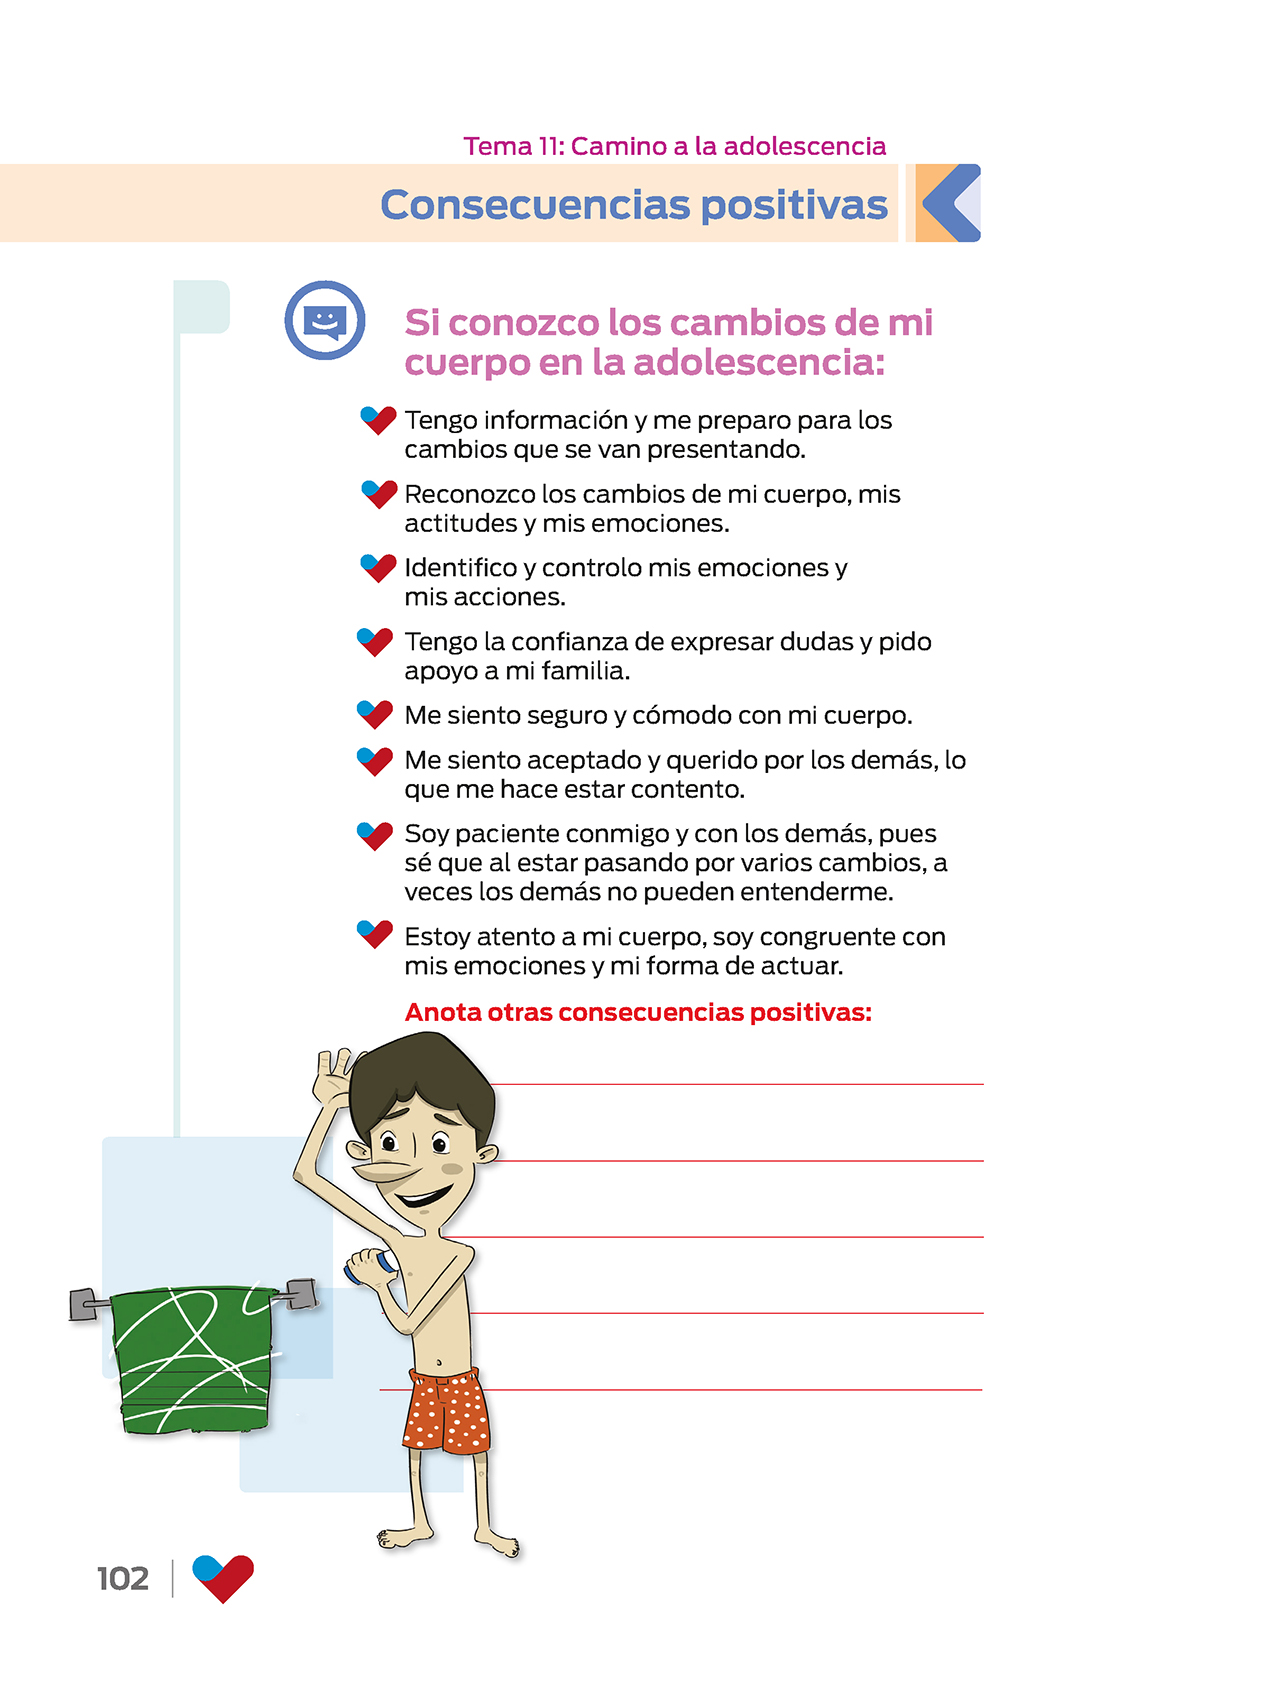 Tema 11: Camino a la adolescencia
Consecuencias positivas
Si conozco los cambios de mi
cuerpo en la adolescencia:
Tengo información y me preparo para los
cambios que se van presentando.
Reconozco los cambios de mi cuerpo, mis
actitudes y mis emociones.
Identifico y controlo mis emociones y
mis acciones.
Tengo la confianza de expresar dudas y pido
apoyo a mi familia.
Me siento seguro y cómodo con mi cuerpo.
Me siento aceptado y querido por los demás, lo
que me hace estar contento.
Soy paciente conmigo y con los demás, pues
sé que al estar pasando por varios cambios, a
veces los demás no pueden entenderme.
Estoy atento a mi cuerpo, soy congruente con
mis emociones y mi forma de actuar.
Anota otras consecuencias positivas:
102